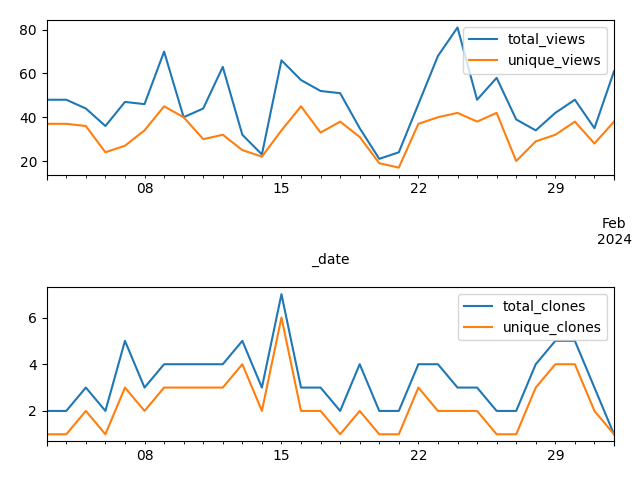 80
60
40
20
total_views
unique_views
08
15
22
29
Feb
2024
_date
6
4
2
total_clones
unique_clones
08
15
22
29